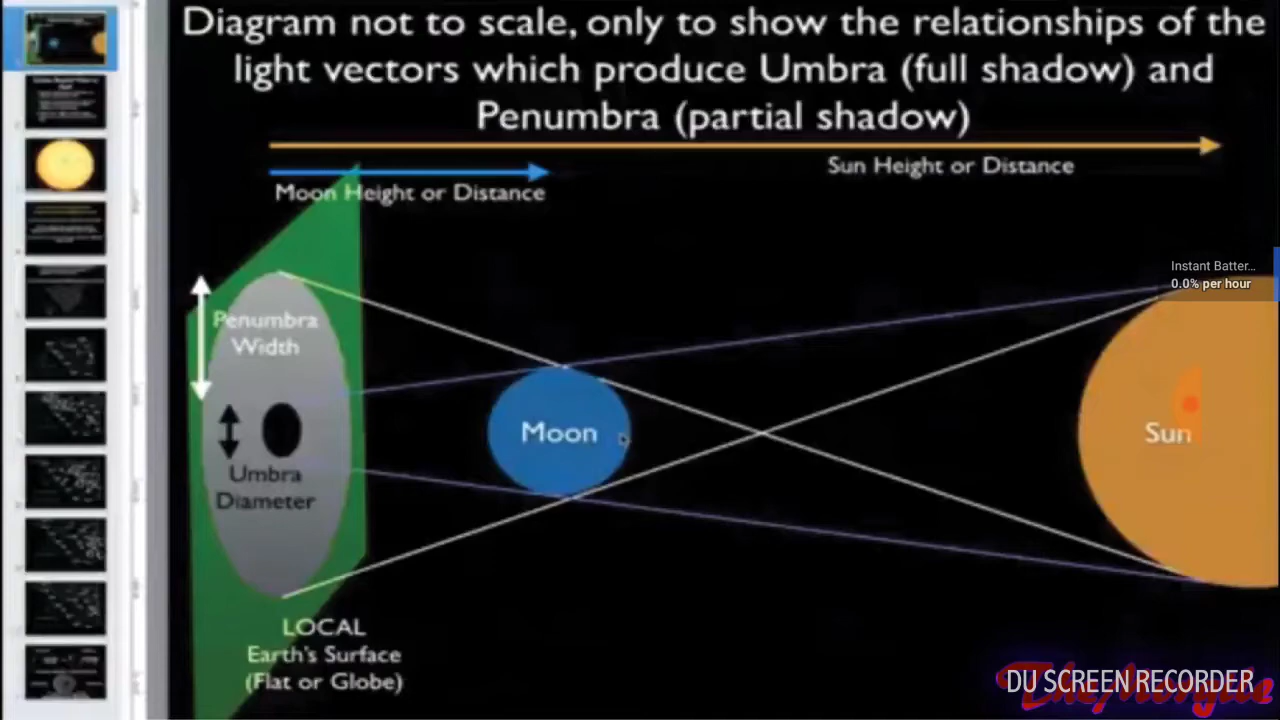 Diagram not to scale, only to show the relationships of the
light vectors which produce Umbra (full shadow) and
Penumbra (partial shadow)
Sun Height or Distance
Moon Height or Distance
Instant Batter...
0.0% per hour
Penumbra
Width
Moon
Sun
Umbra
Diameter
LOCAL
Earth's Surface
(Flat or Globe)
DU SCREEN RECORDER